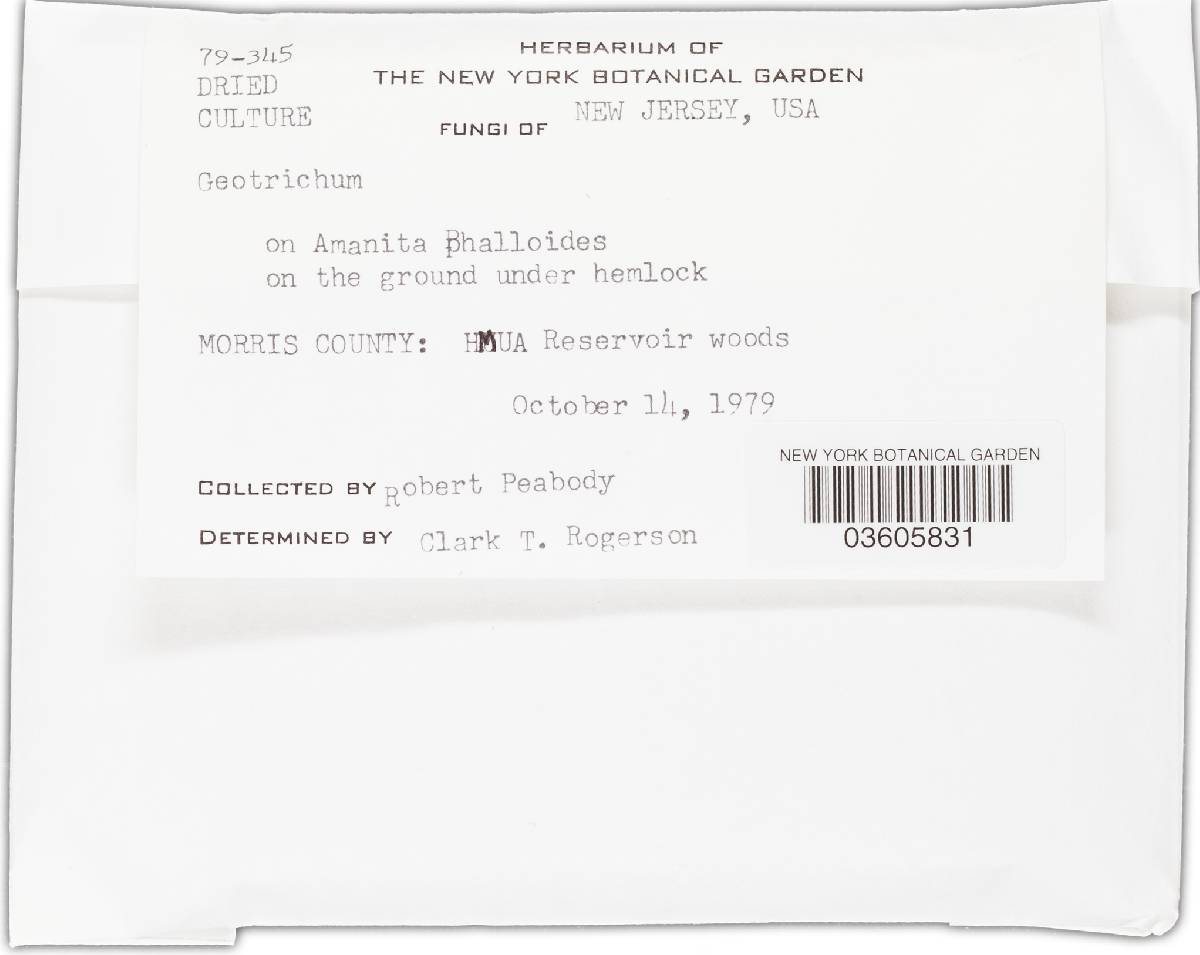 79-345
DRIED
CULTURE
HERBARIUM OF
THE NEW YORK BOTANICAL GARDEN
FUNGI OF NEW JERSEY, USA
Geotrichum
on Amanita Phalloides
on the ground under hemlock
MORRIS COUNTY: HMUA Reservoir woods
October 14, 1979
COLLECTED BY Robert Peabody
DETERMINED BY Clark T. Rogerson
NEW YORK BOTANICAL GARDEN
03605831